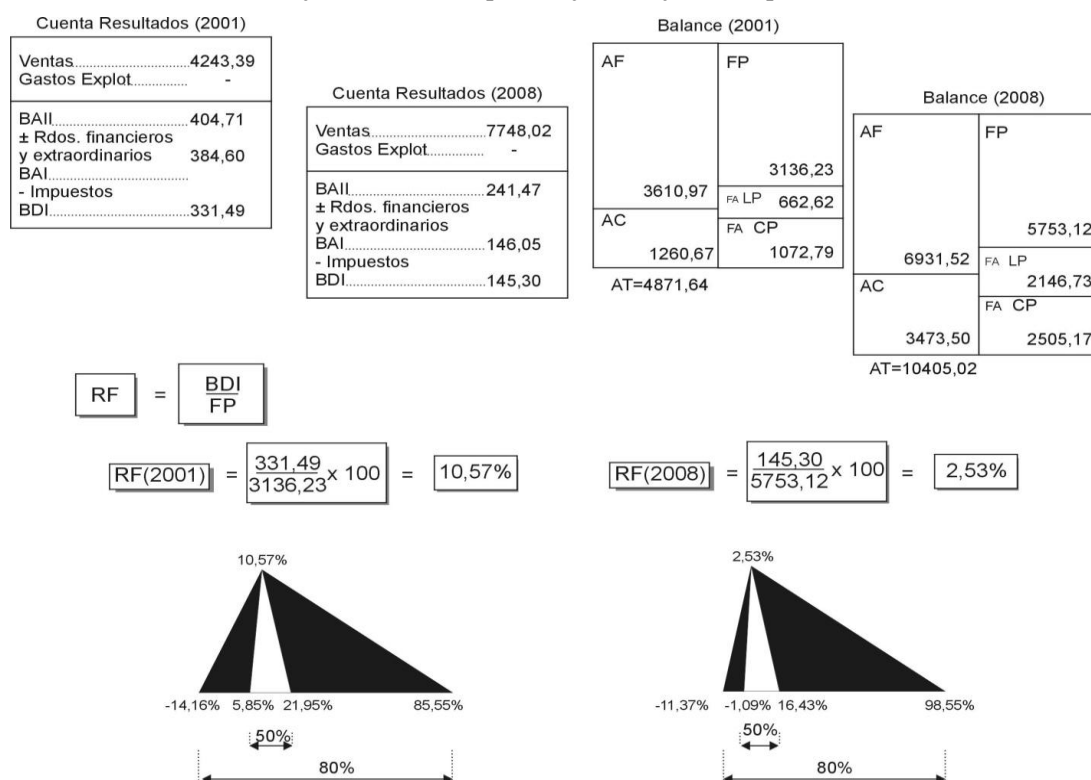 Cuenta Resultados (2001)
Ventas 4243,39
Gastos Explot. -
BAII 404,71
± Rdos. financieros
y extraordinarios 384,60
BAI
- Impuestos
BDI 331,49
Cuenta Resultados (2008)
Ventas 7748,02
Gastos Explot. -
BAII 241,47
± Rdos. financieros
y extraordinarios
BAI 146,05
- Impuestos
BDI 145,30
Balance (2001)
AF FP
3136,23
3610,97 FA LP 662,62
AC FA CP
1260,67 1072,79
AT=4871,64
Balance (2008)
AF FP
5753,12
6931,52 FA LP
2146,73
AC FA CP
3473,50 2505,17
AT=10405,02
RF = BDI
FP
RF(2001) = 331,49
3136,23 x 100 = 10,57%
RF(2008) = 145,30
5753,12 x 100 = 2,53%
10,57%
-14,16% 5,85% 21,95% 85,55%
50%
80%
2,53%
-11,37% -1,09% 16,43% 98,55%
50%
80%